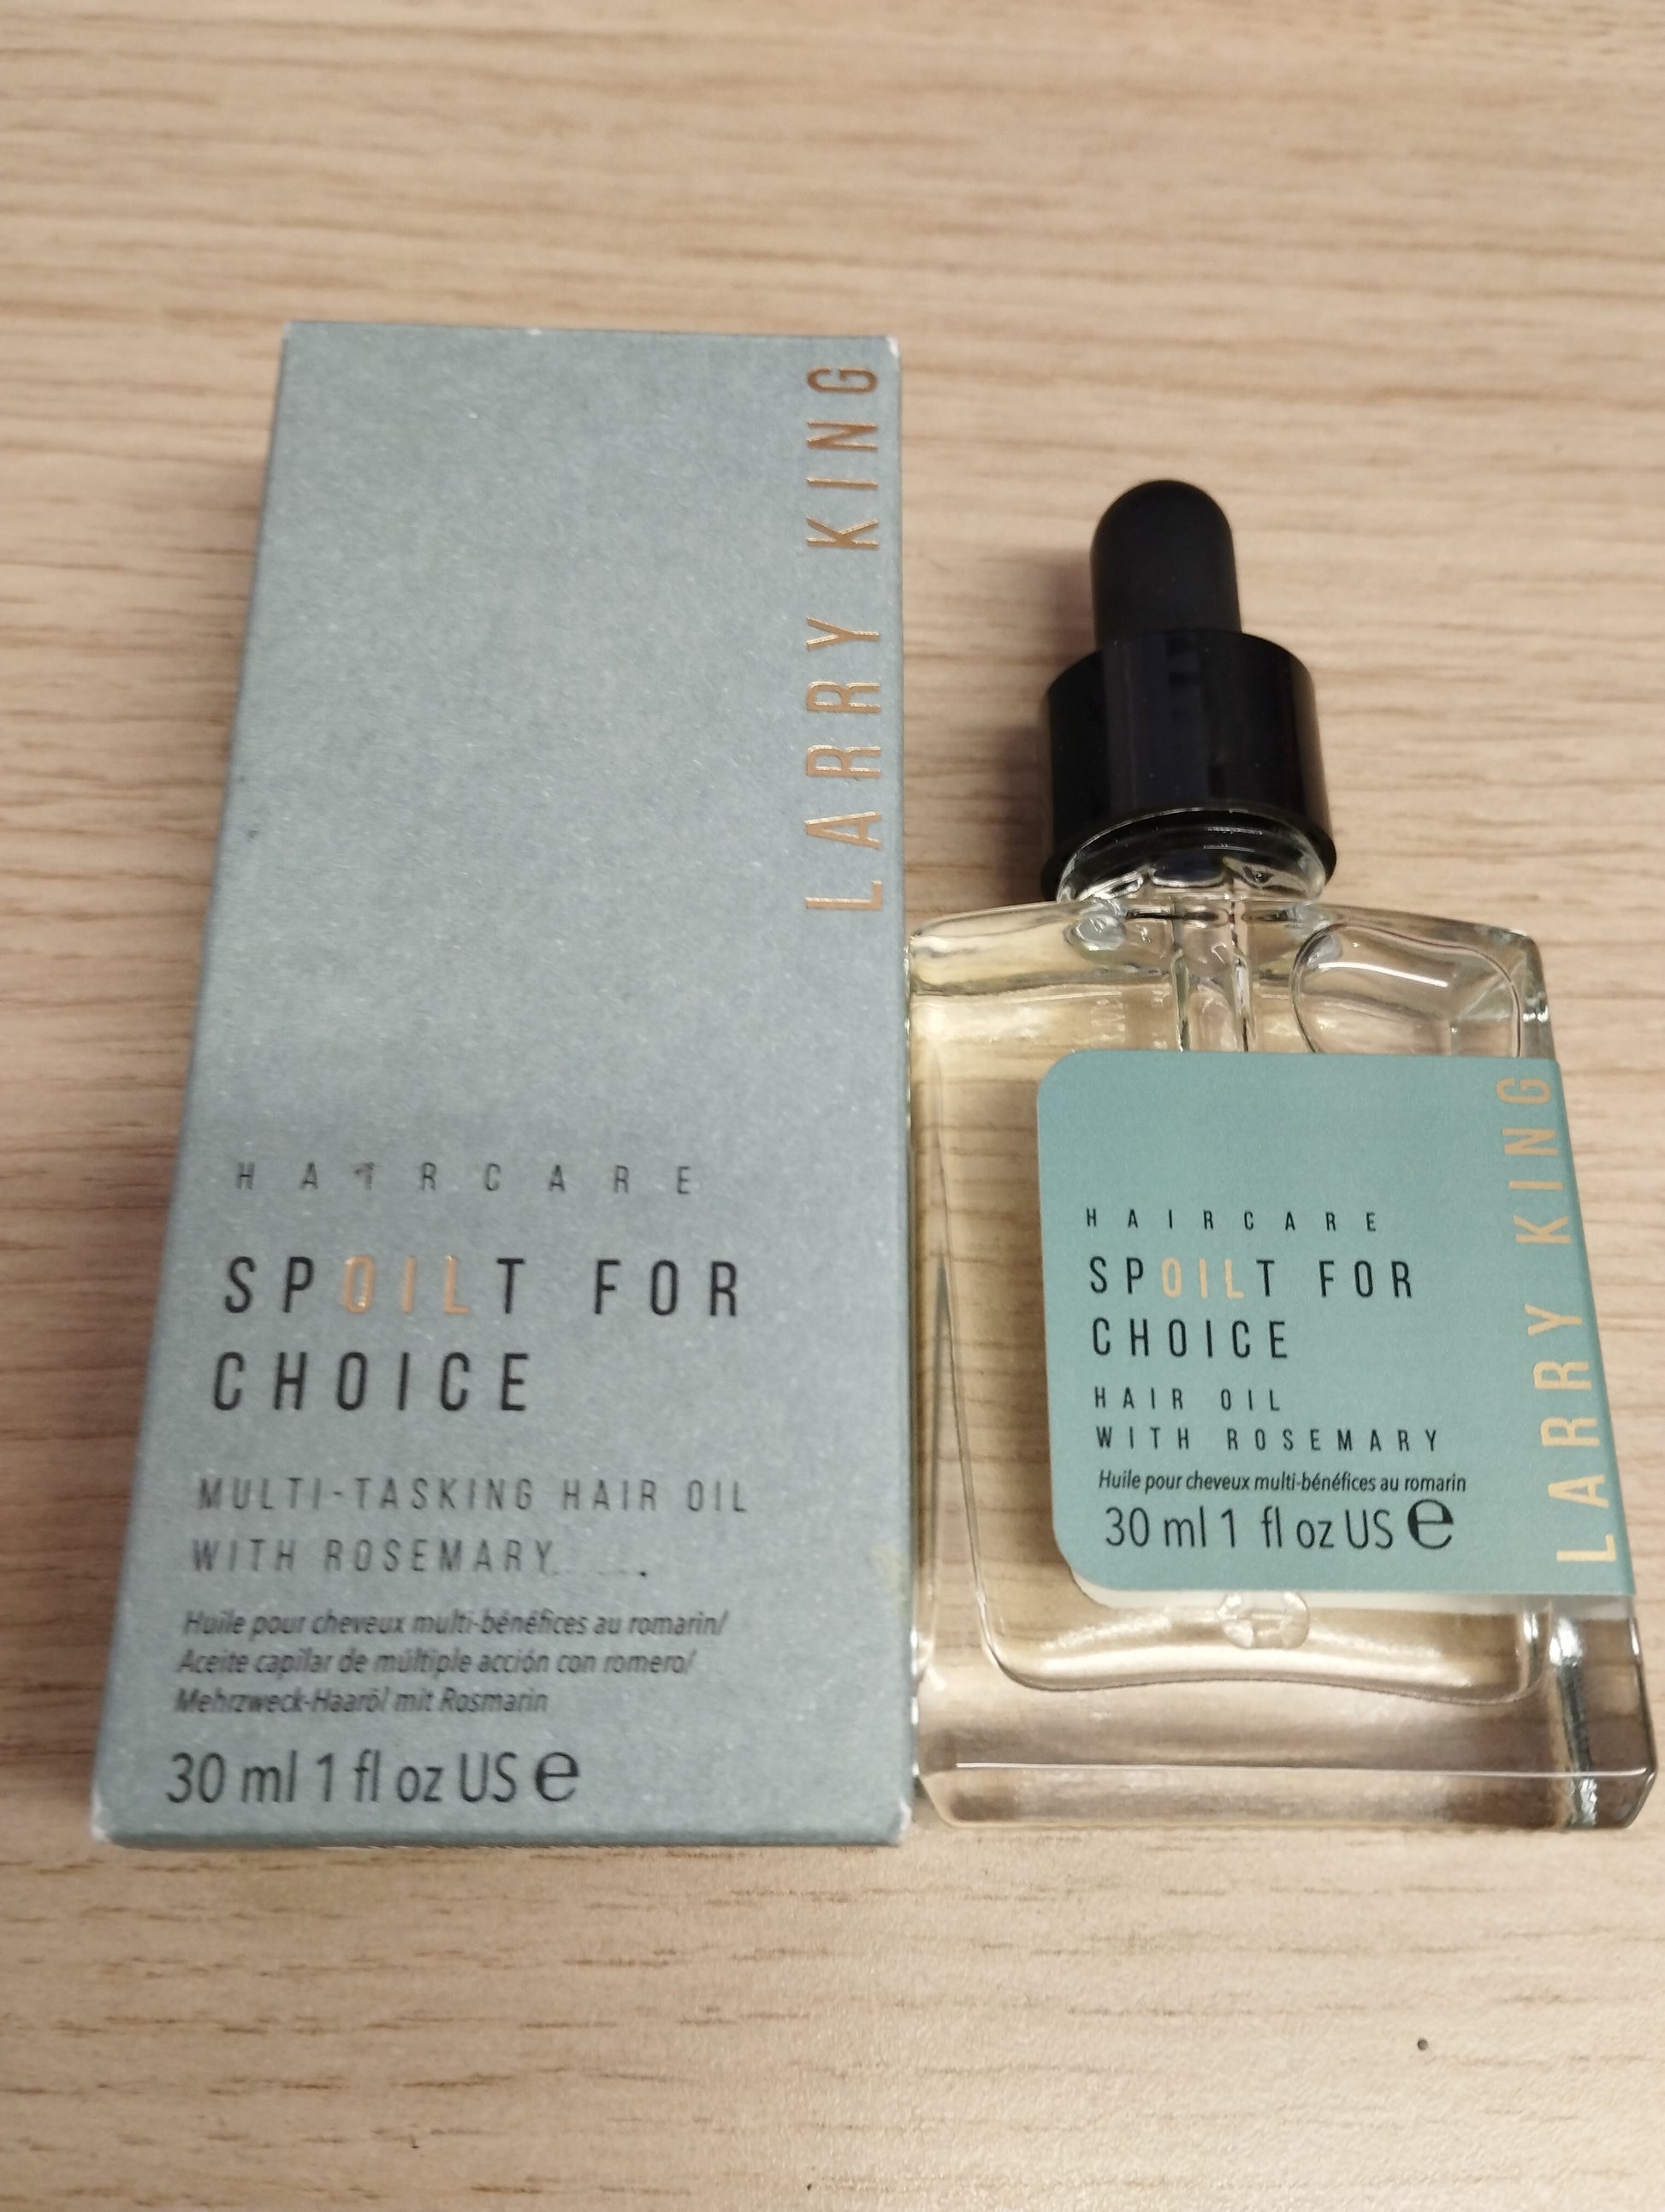 LARRY KING
HAIRCARE
SPOILT FOR
CHOICE
MULTI-TASKING HAIR OIL
WITH ROSEMARY
Huile pour cheveux multi-bénéfices au romarin/
Aceite capilar de múltiple acción con romero/
Mehrzweck-Haaröl mit Rosmarin
30 ml 1 fl oz US ℮
LARRY KING
HAIRCARE
SPOILT FOR
CHOICE
HAIR OIL
WITH ROSEMARY
Huile pour cheveux multi-bénéfices au romarin
30 ml 1 fl oz US ℮